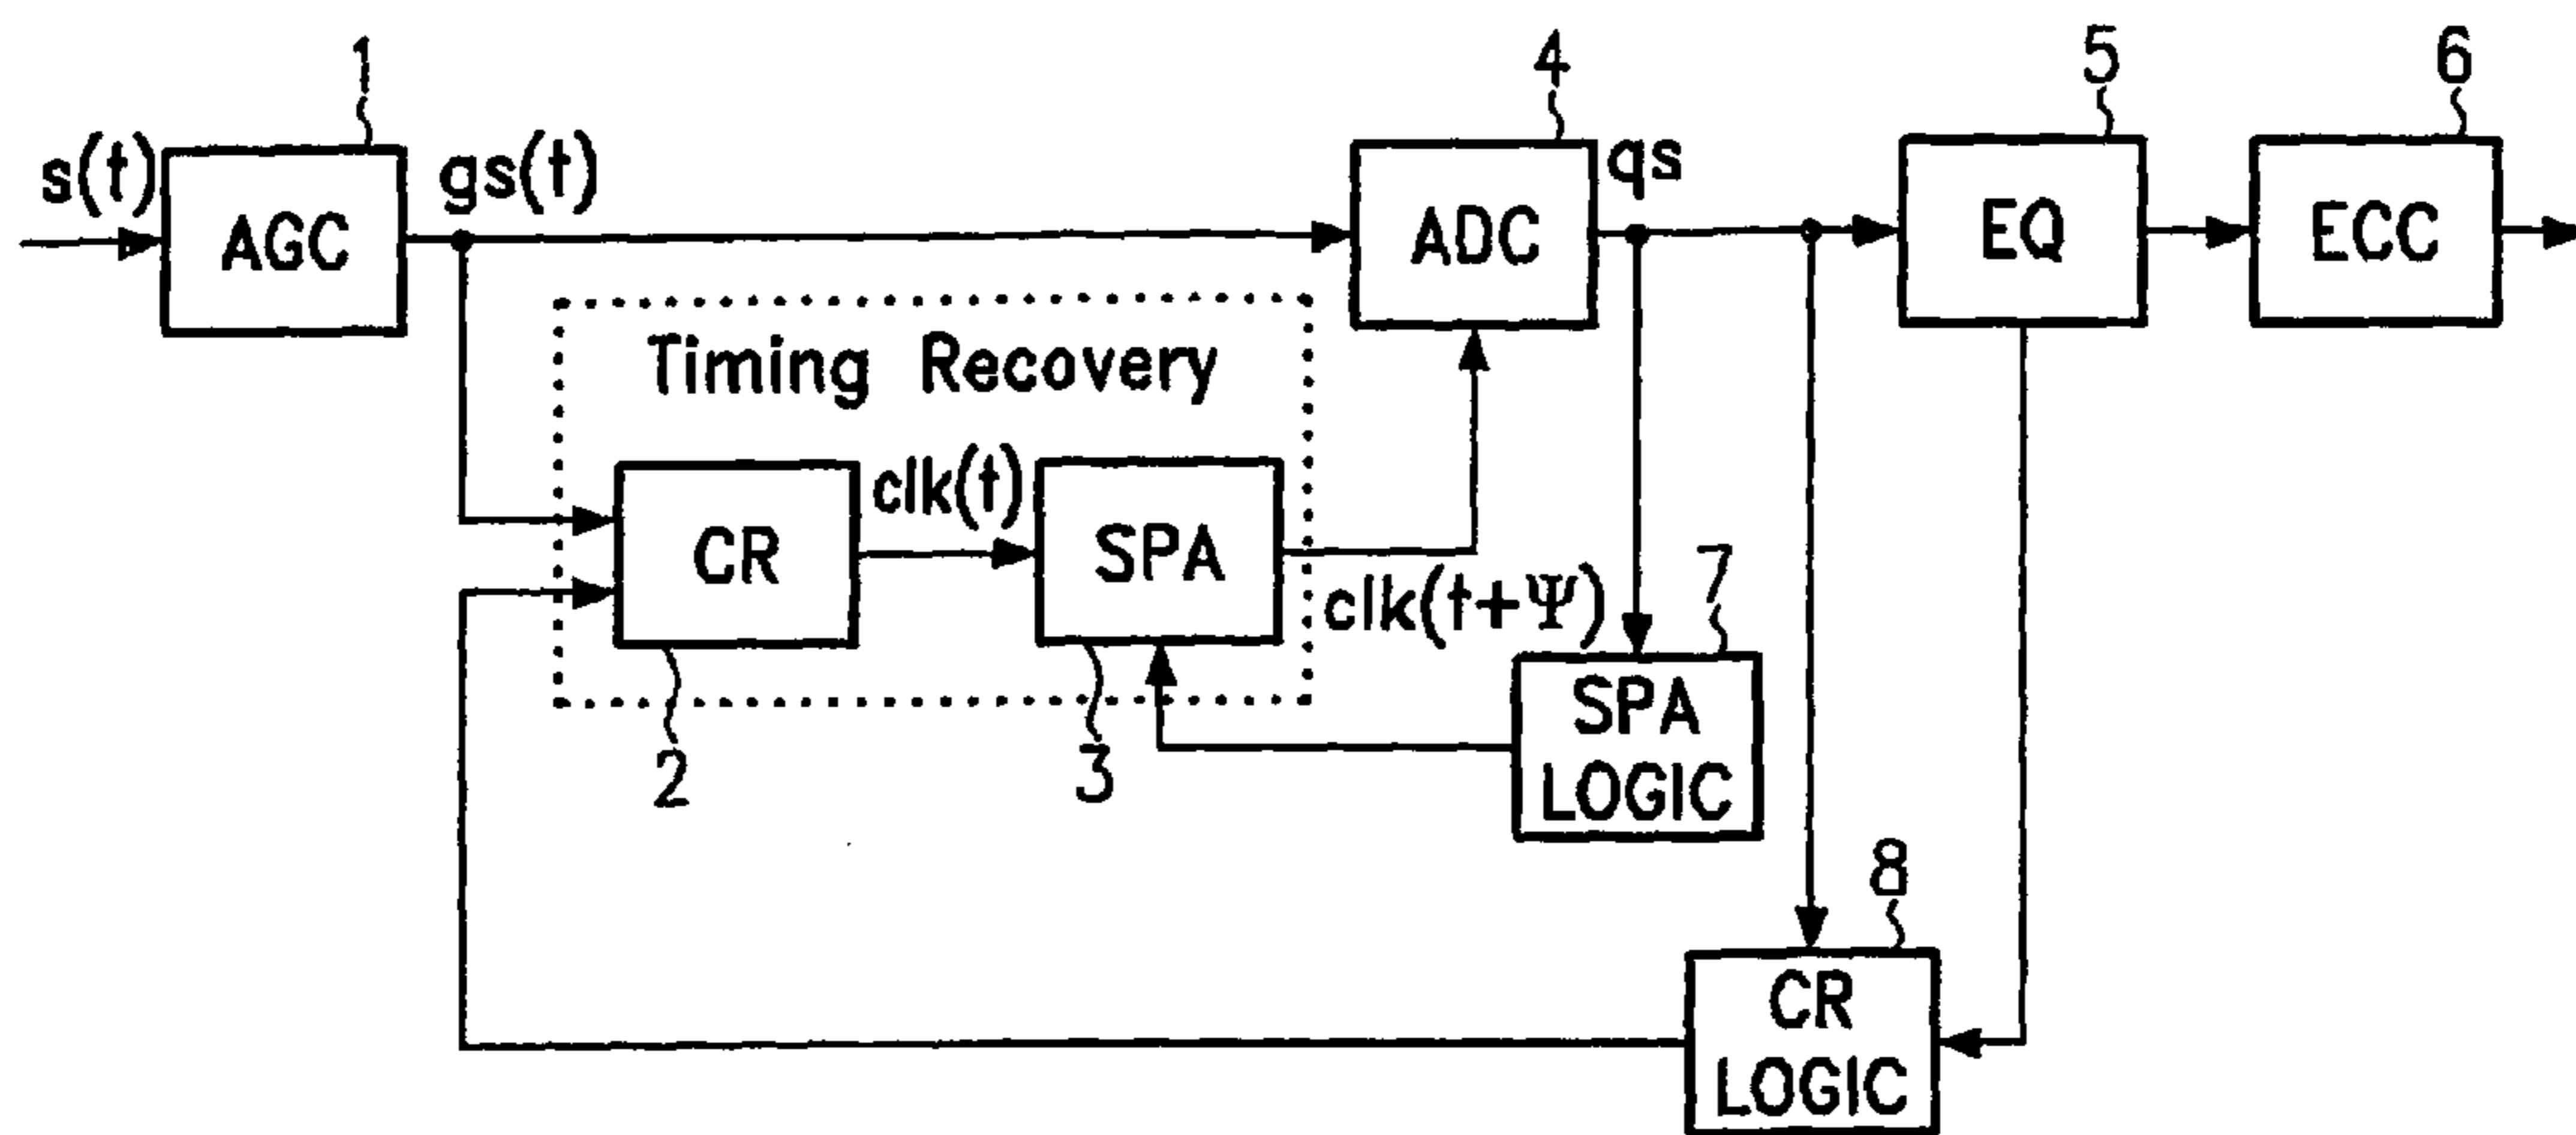 1
4
5
6
s(t)
AGC
gs(t)
ADC
qs
EQ
ECC
Timing Recovery
CR
clk(t)
SPA
clk(t+Ψ)
7
2
3
SPA
LOGIC
8
CR
LOGIC